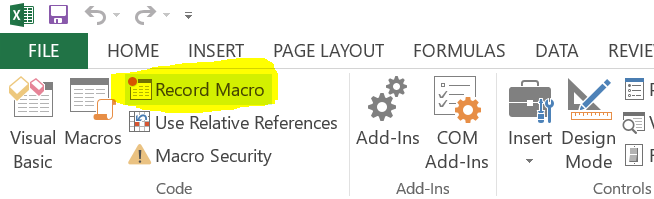 FILE HOME INSERT PAGE LAYOUT FORMULAS DATA REVIE
Visual Basic
Macros
Record Macro
Use Relative References
Macro Security
Code
Add-Ins
COM Add-Ins
Add-Ins
Insert
Design Mode
Controls